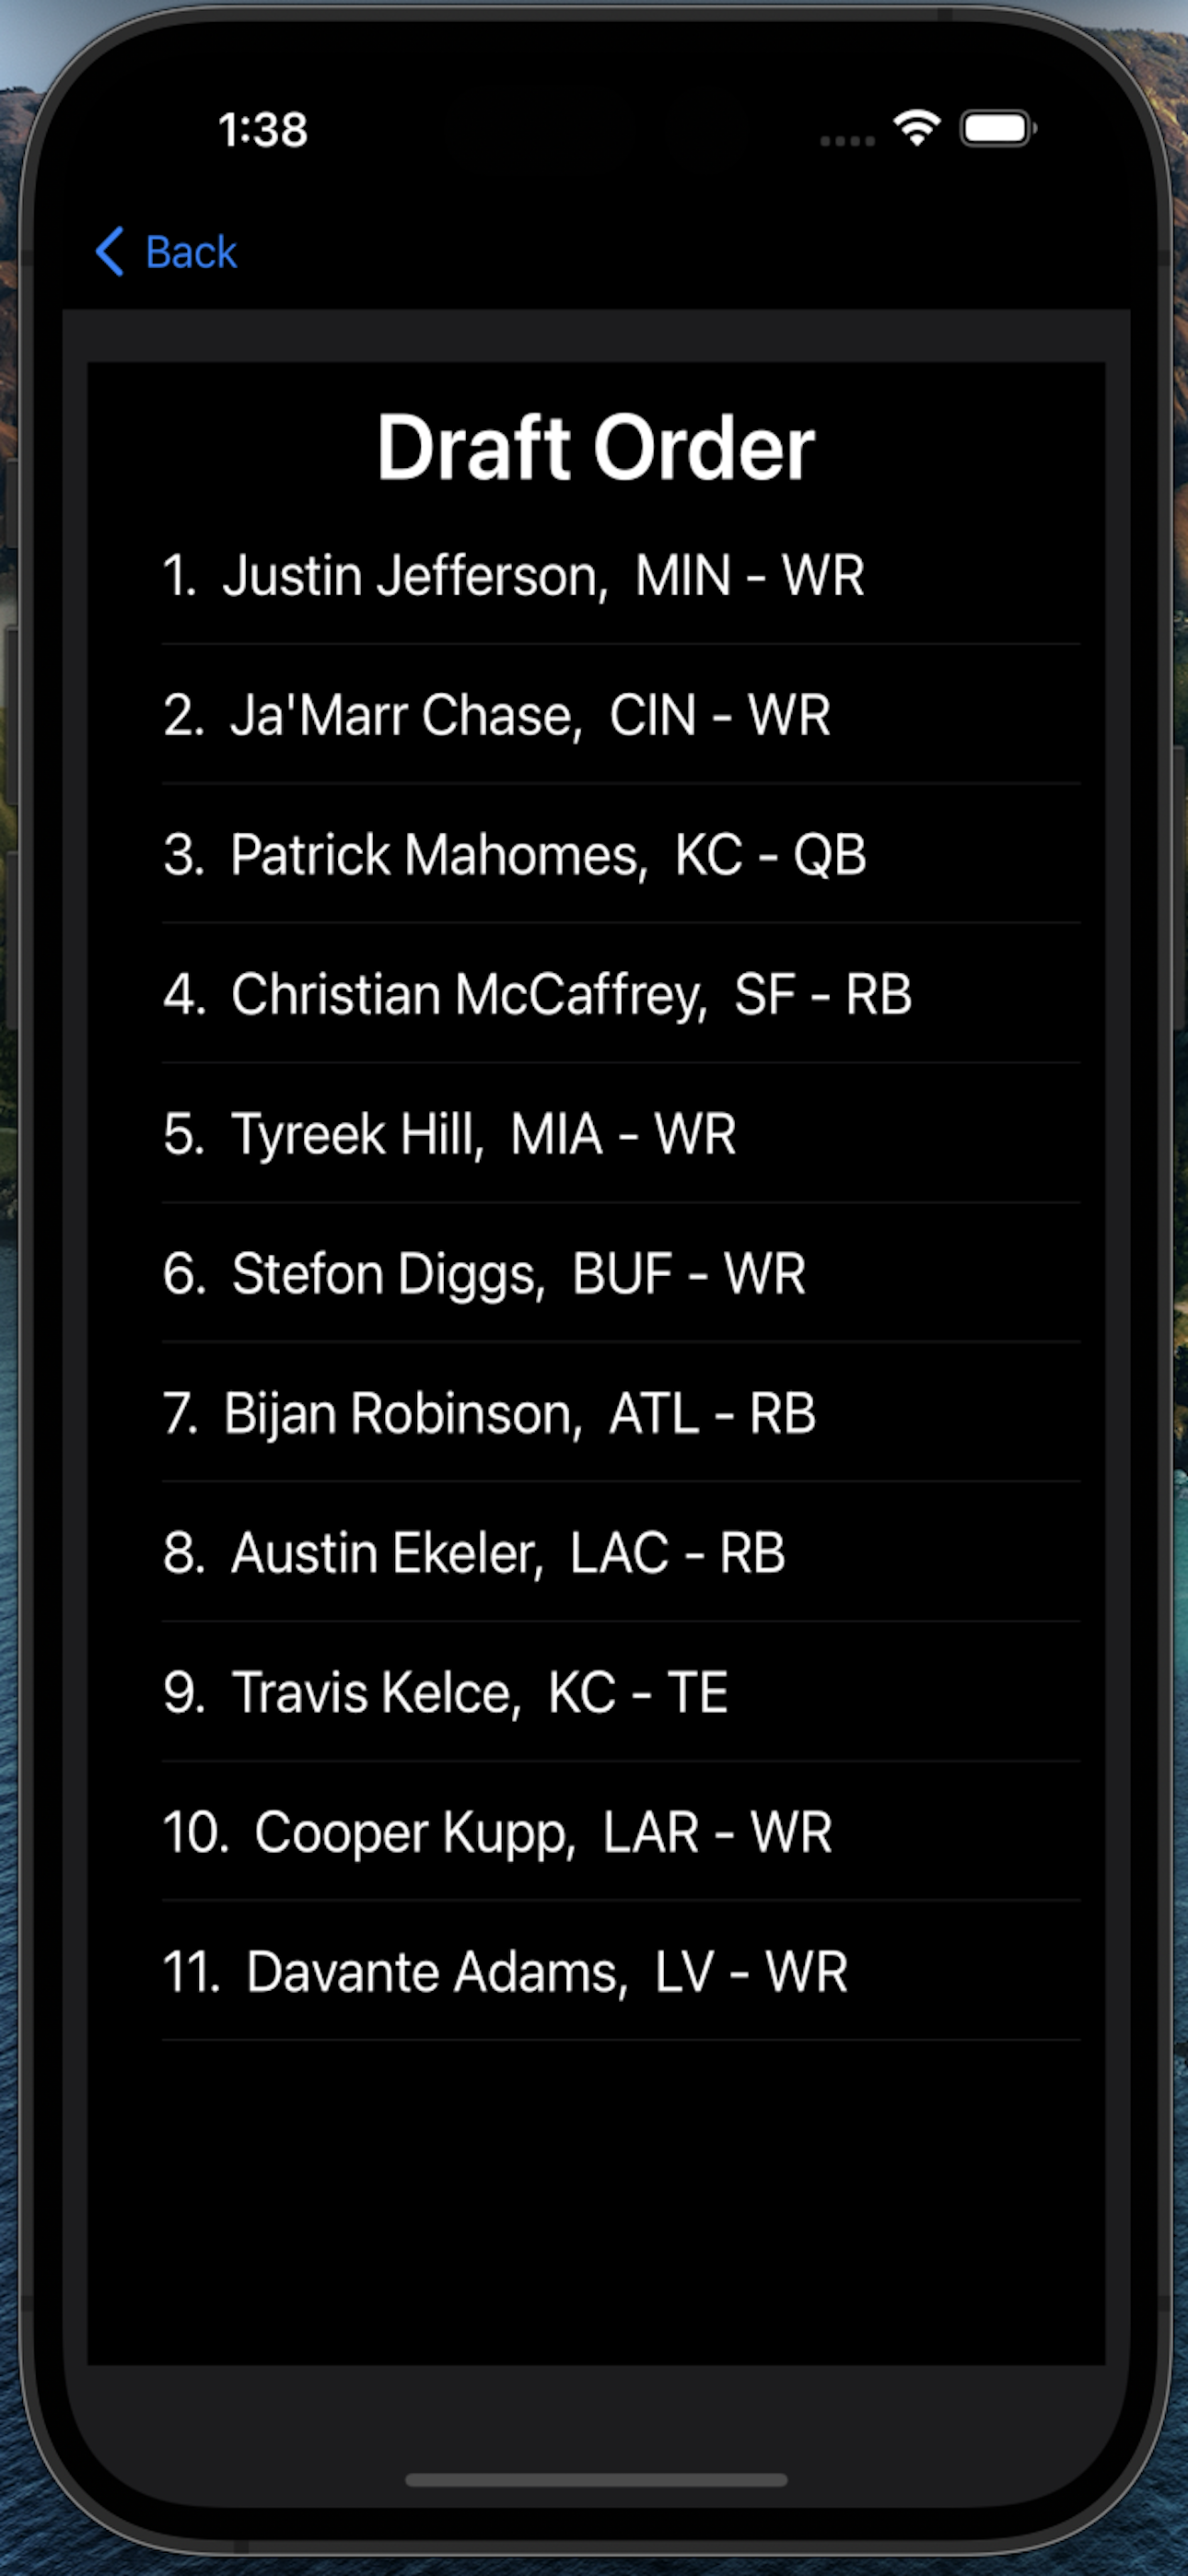 1:38
Back
Draft Order
1. Justin Jefferson, MIN - WR
2. Ja'Marr Chase, CIN - WR
3. Patrick Mahomes, KC - QB
4. Christian McCaffrey, SF - RB
5. Tyreek Hill, MIA - WR
6. Stefon Diggs, BUF - WR
7. Bijan Robinson, ATL - RB
8. Austin Ekeler, LAC - RB
9. Travis Kelce, KC - TE
10. Cooper Kupp, LAR - WR
11. Davante Adams, LV - WR